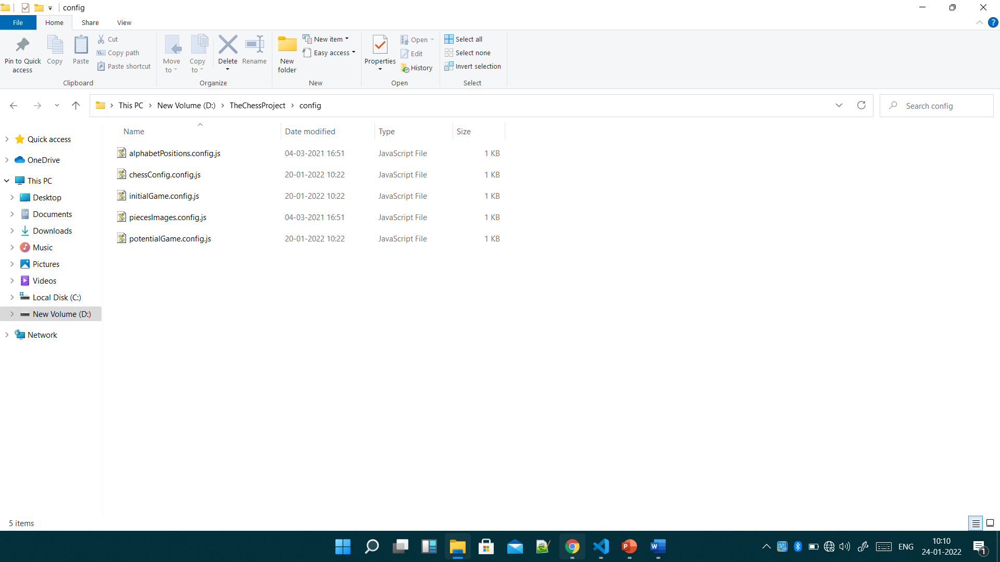 config
File Home Share View
Pin to Quick access
Copy
Paste
Cut
Copy path
Paste shortcut
Clipboard
Move to
Copy to
Delete
Rename
Organize
New folder
New item
Easy access
New
Properties
Open
Edit
History
Open
Select all
Select none
Invert selection
Select
This PC New Volume (D:) TheChessProject config
Search config
Quick access
OneDrive
This PC
Desktop
Documents
Downloads
Music
Pictures
Videos
Local Disk (C:)
New Volume (D:)
Network
Name Date modified Type Size
alphabetPositions.config.js 04-03-2021 16:51 JavaScript File 1 KB
chessConfig.config.js 20-01-2022 10:22 JavaScript File 1 KB
initialGame.config.js 20-01-2022 10:22 JavaScript File 1 KB
piecesImages.config.js 04-03-2021 16:51 JavaScript File 1 KB
potentialGame.config.js 20-01-2022 10:22 JavaScript File 1 KB
5 items
P
W
ENG
10:10
24-01-2022
1